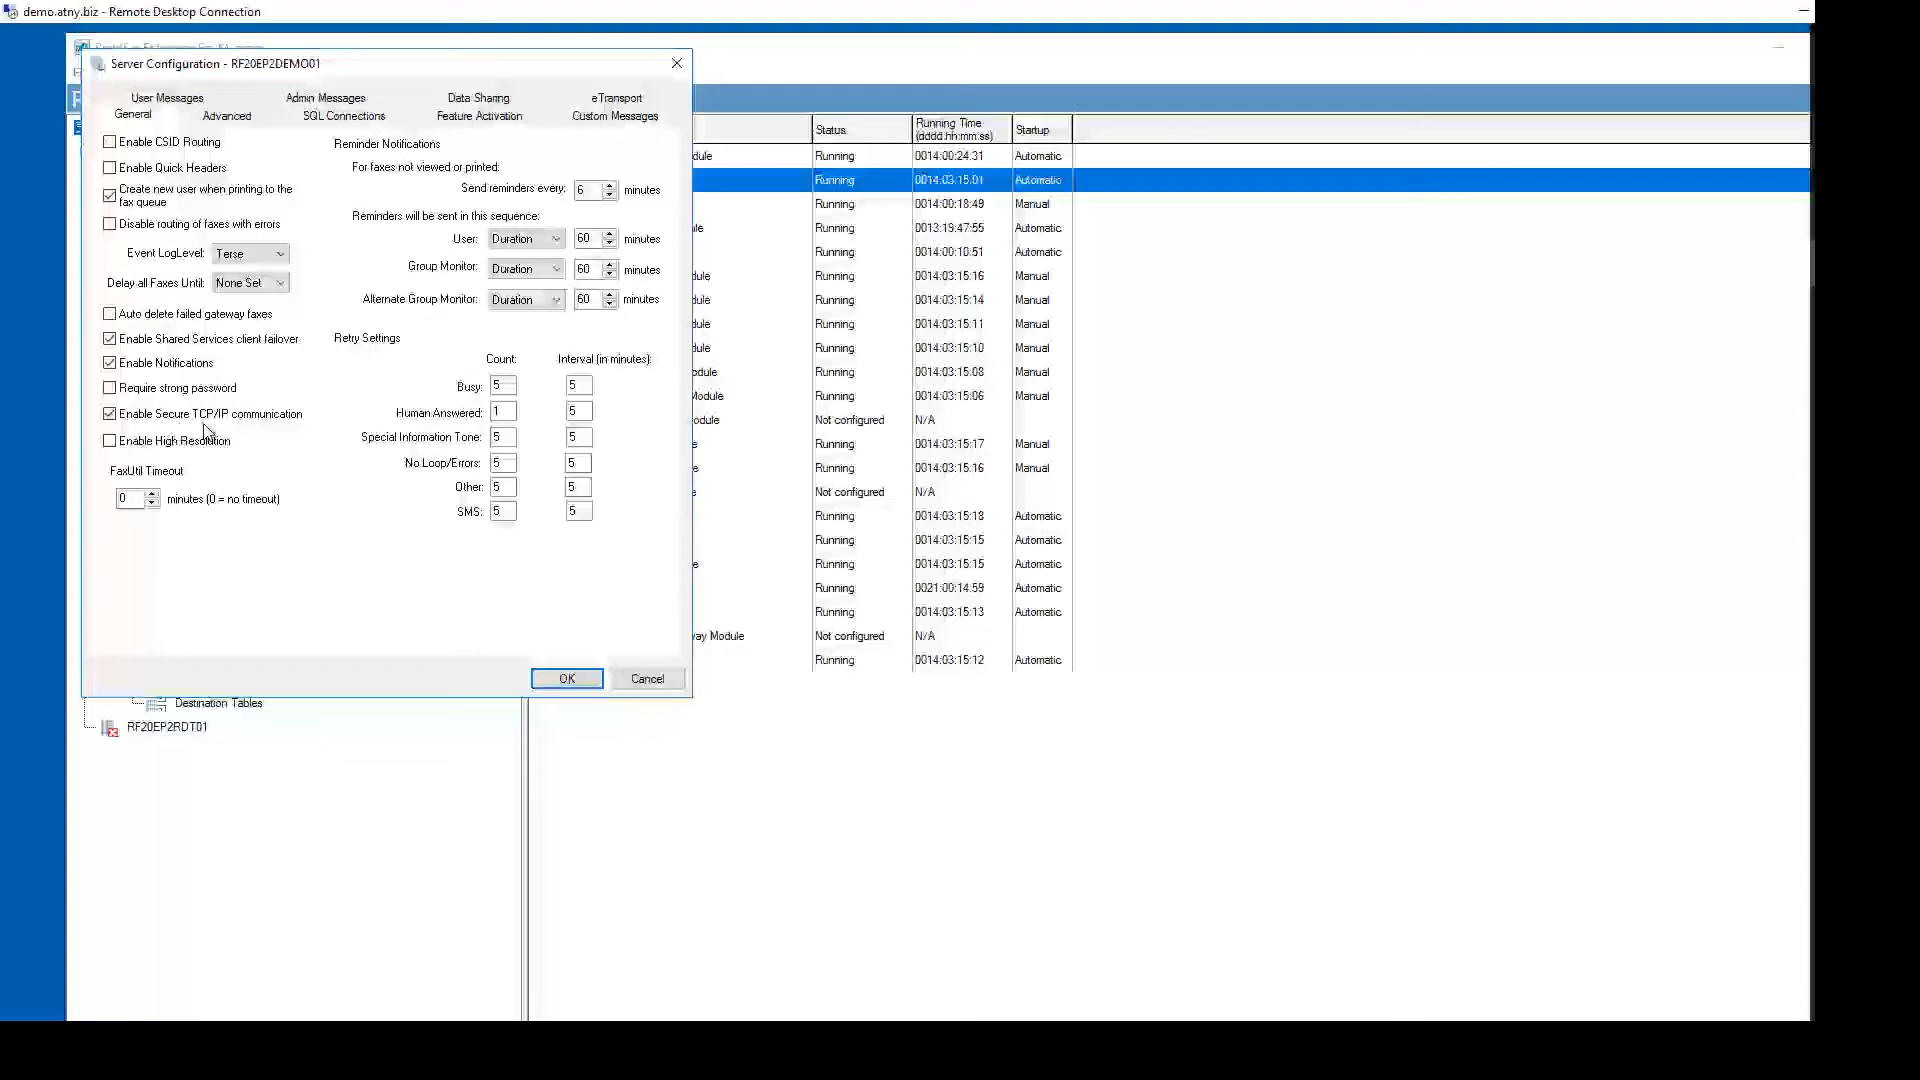 demo.atny.biz - Remote Desktop Connection
Server Configuration - RF20EP2DEMO01
User Messages Admin Messages Data Sharing eTransport
General Advanced SQL Connections Feature Activation Custom Messages
Enable CSID Routing
Enable Quick Headers
Create new user when printing to the
fax queue
Disable routing of faxes with errors
Event LogLevel: Terse
Delay all Faxes Until: None Set
Auto delete failed gateway faxes
Enable Shared Services client failover
Enable Notifications
Require strong password
Enable Secure TCP/IP communication
Enable High Resolution
FaxUtil Timeout
0 minutes (0 = no timeout)
Reminder Notifications
For faxes not viewed or printed:
Send reminders every: 6 minutes
Reminders will be sent in this sequence:
User: Duration 60 minutes
Group Monitor: Duration 60 minutes
Alternate Group Monitor: Duration 60 minutes
Retry Settings
Count: Interval (in minutes):
Busy: 5 5
Human Answered: 1 5
Special Information Tone: 5 5
No Loop/Errors: 5 5
Other: 5 5
SMS: 5 5
OK Cancel
Destination Tables
RF20EP2RDT01
Status Running Time
(dddd:hh:mm:ss) Startup
dule Running 0014:00:24:31 Automatic
Running 0014:03:15:01 Automatic
Running 0014:00:18:49 Manual
ule Running 0013:19:47:55 Automatic
Running 0014:00:10:51 Automatic
dule Running 0014:03:15:16 Manual
dule Running 0014:03:15:14 Manual
dule Running 0014:03:15:11 Manual
dule Running 0014:03:15:10 Manual
odule Running 0014:03:15:08 Manual
Module Running 0014:03:15:06 Manual
odule Not configured N/A
e Running 0014:03:15:17 Manual
e Running 0014:03:15:16 Manual
e Not configured N/A
Running 0014:03:15:18 Automatic
Running 0014:03:15:15 Automatic
e Running 0014:03:15:15 Automatic
Running 0021:00:14:59 Automatic
Running 0014:03:15:13 Automatic
way Module Not configured N/A
Running 0014:03:15:12 Automatic